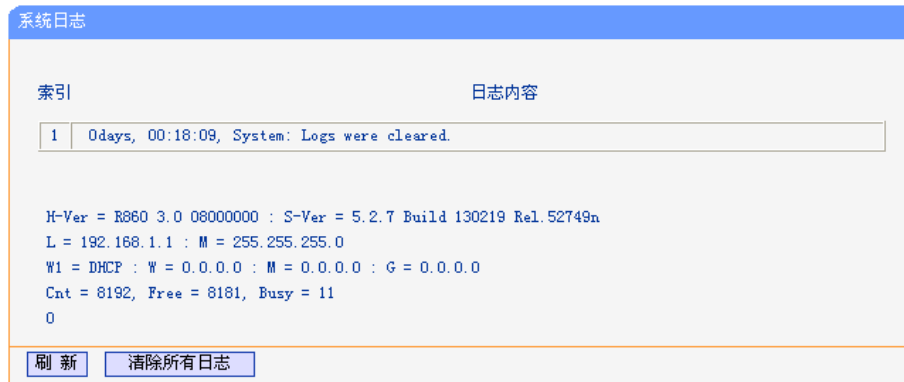 系统日志
索引 日志内容
1 0days, 00:18:09, System: Logs were cleared.
H-Ver = R860 3.0 08000000 : S-Ver = 5.2.7 Build 130219 Rel.52749n
L = 192.168.1.1 : M = 255.255.255.0
W1 = DHCP : W = 0.0.0.0 : M = 0.0.0.0 : G = 0.0.0.0
Cnt = 8192, Free = 8181, Busy = 11
0
刷 新 清除所有日志